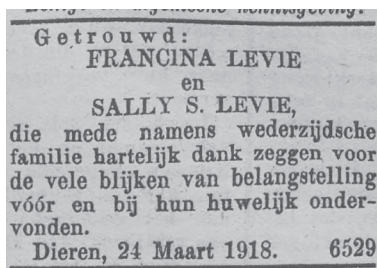 Getrouwd:
FRANCINA LEVIE
en
SALLY S. LEVIE,
die mede namens wederzijdsche
familie hartelijk dank zeggen voor
de vele blijken van belangstelling
vóór en bij hun huwelijk onder-
vonden.
Dieren, 24 Maart 1918. 6529